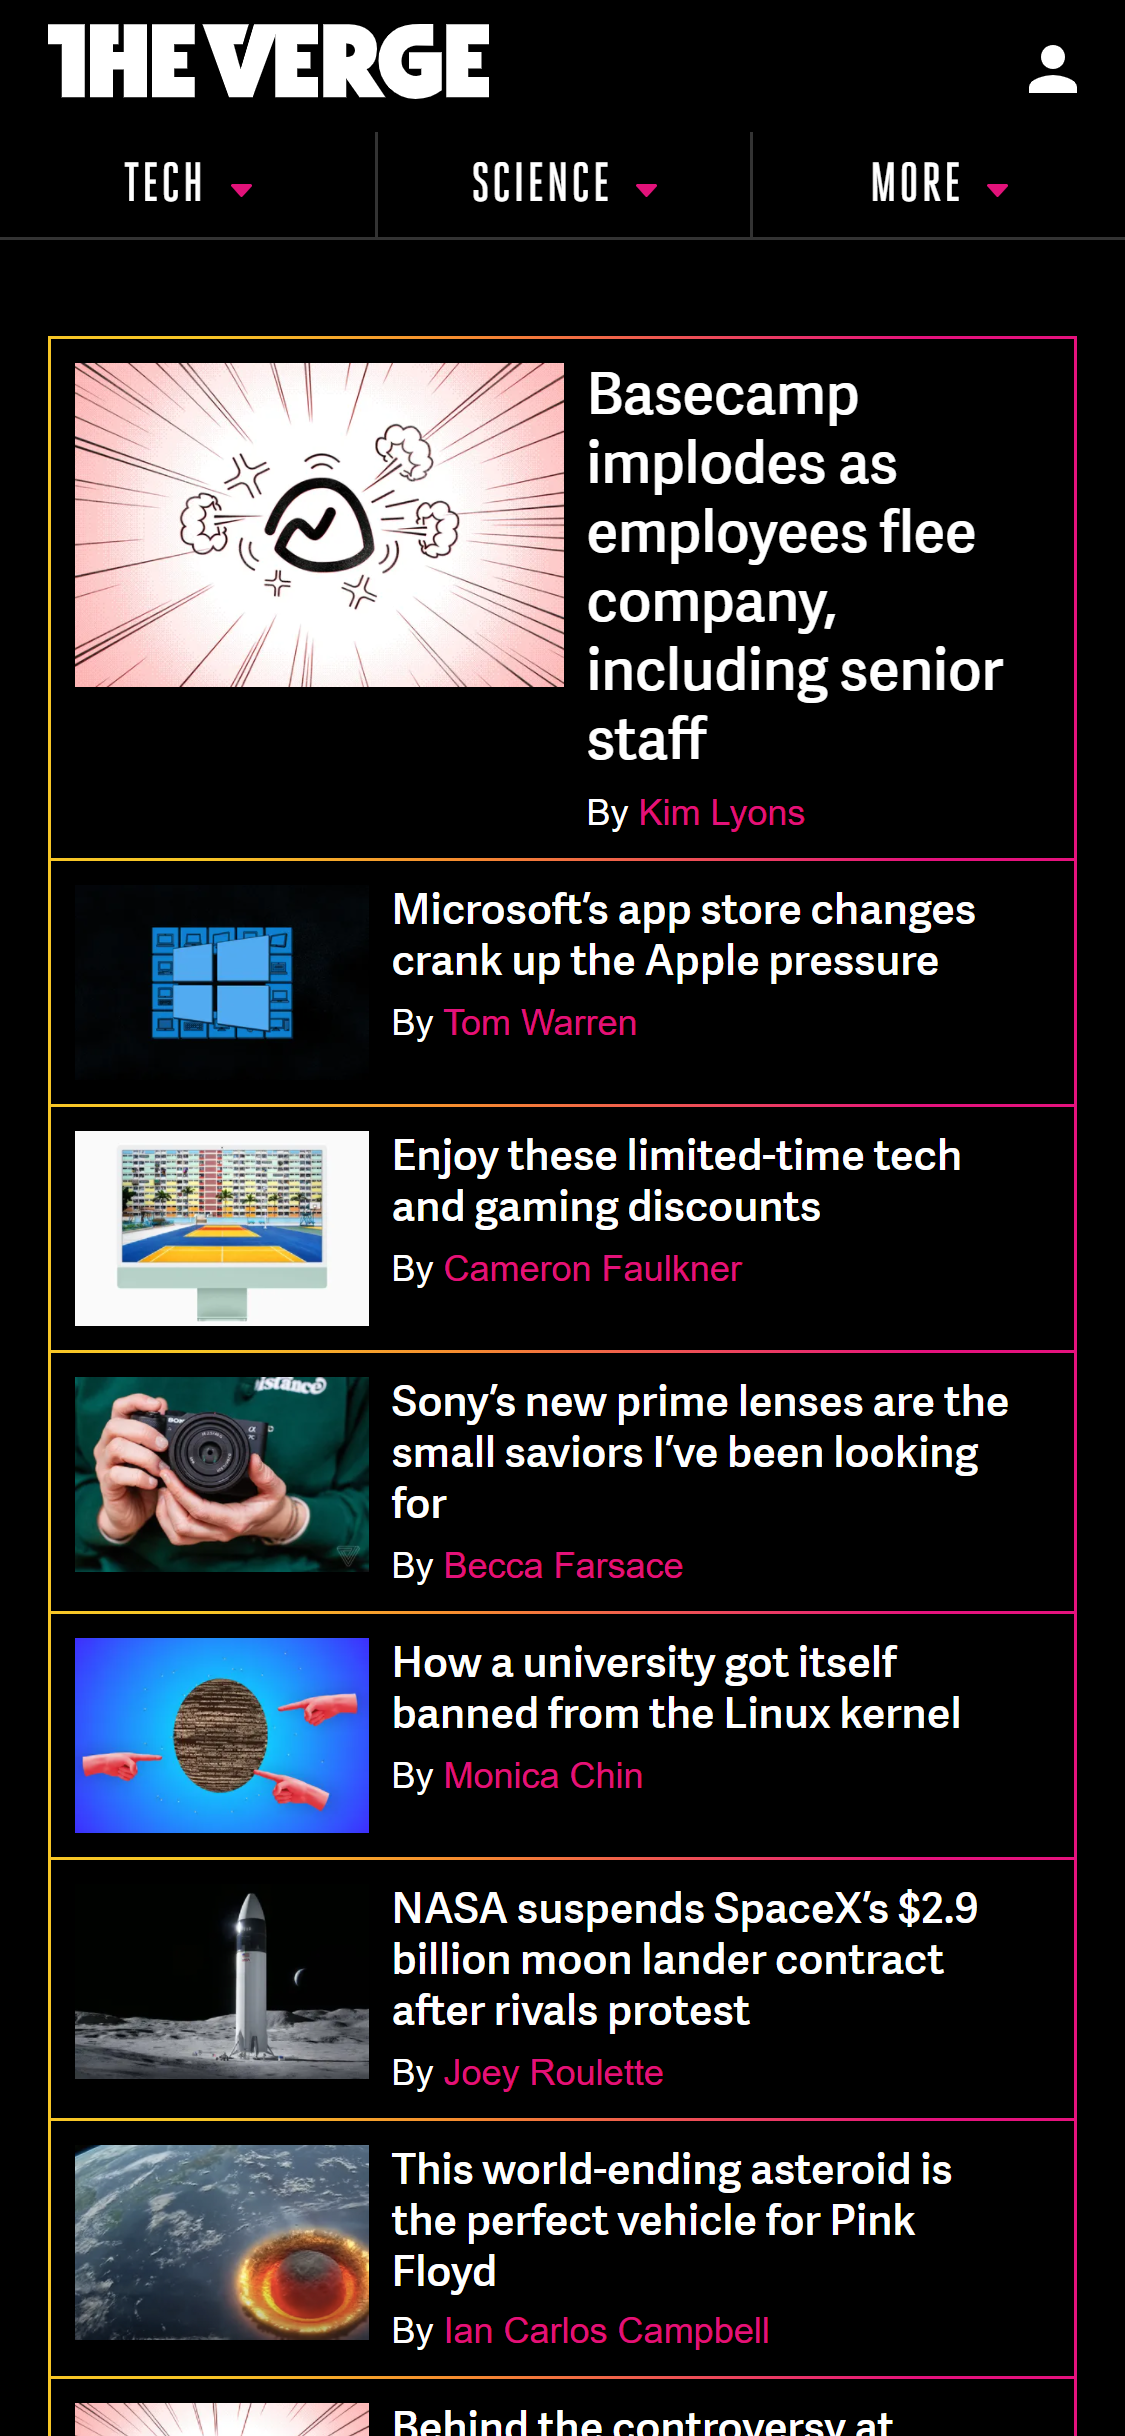 THE VERGE
TECH
SCIENCE
MORE
Basecamp
implodes as
employees flee
company,
including senior
staff
By Kim Lyons
Microsoft’s app store changes
crank up the Apple pressure
By Tom Warren
Enjoy these limited-time tech
and gaming discounts
By Cameron Faulkner
Sony’s new prime lenses are the
small saviors I’ve been looking
for
By Becca Farsace
How a university got itself
banned from the Linux kernel
By Monica Chin
NASA suspends SpaceX’s $2.9
billion moon lander contract
after rivals protest
By Joey Roulette
This world-ending asteroid is
the perfect vehicle for Pink
Floyd
By Ian Carlos Campbell
Behind the controversy at